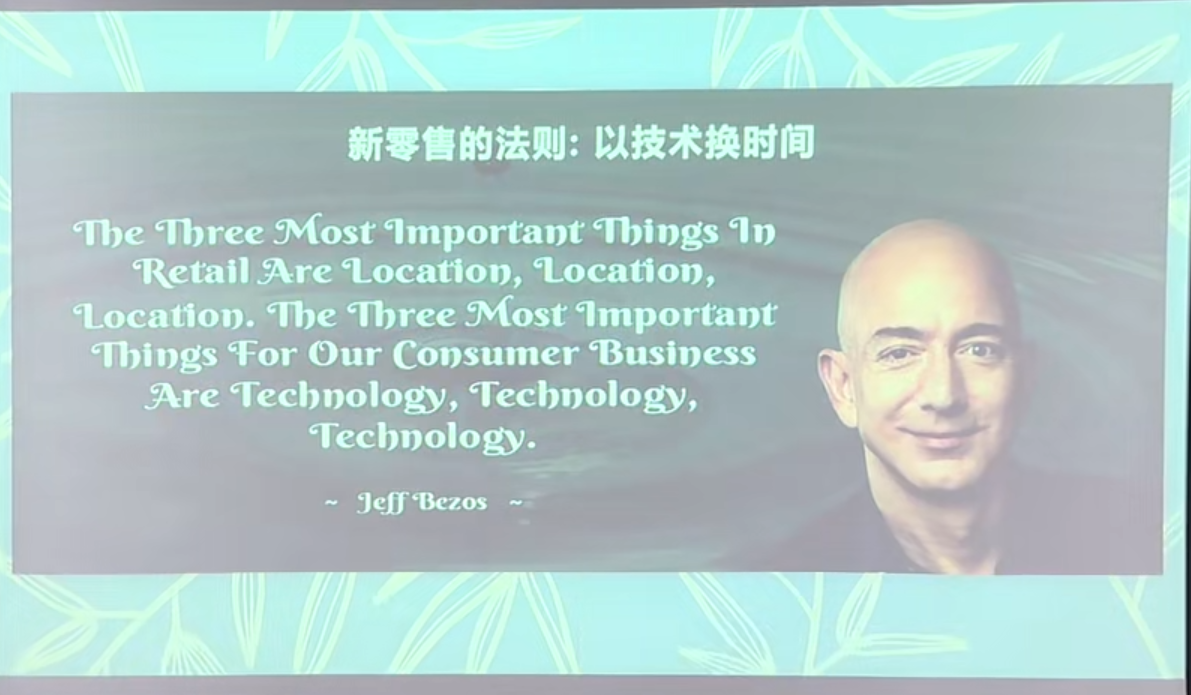 新零售的法则: 以技术换时间
The Three Most Important Things In
Retail Are Location, Location,
Location. The Three Most Important
Things For Our Consumer Business
Are Technology, Technology,
Technology.
~ Jeff Bezos ~